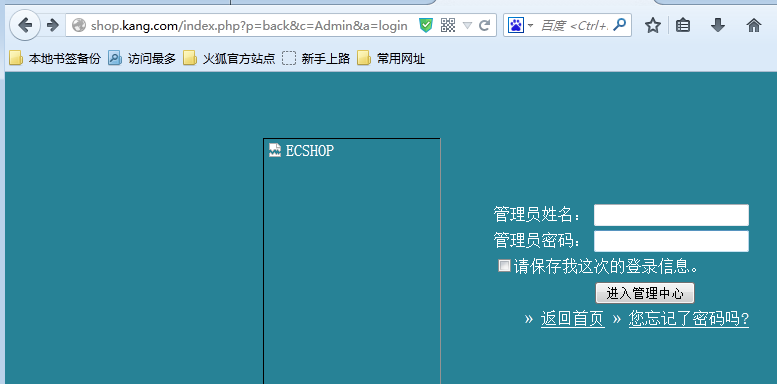 shop.kang.com/index.php?p=back&c=Admin&a=login
百度 <Ctrl+.
本地书签备份 访问最多 火狐官方站点 新手上路 常用网址
ECSHOP
管理员姓名：
管理员密码：
请保存我这次的登录信息。
进入管理中心
» 返回首页 » 您忘记了密码吗?